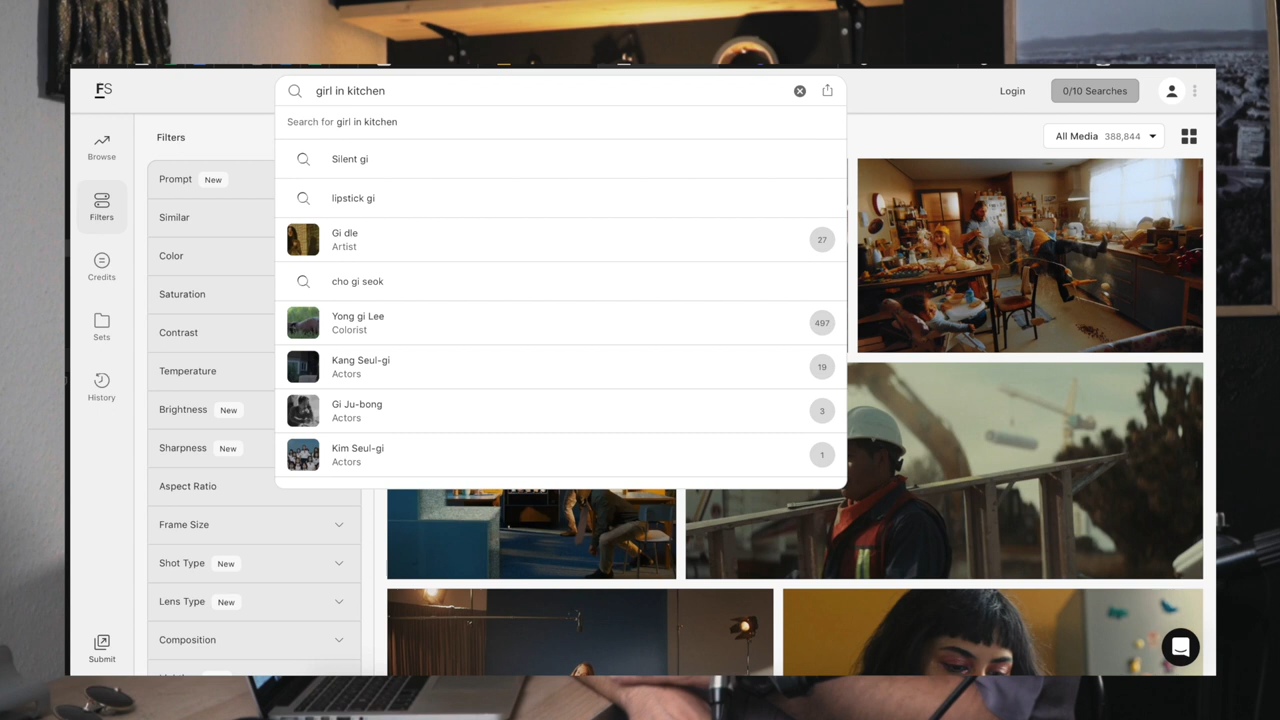 FS
girl in kitchen
Login
0/10 Searches
Search for girl in kitchen
Browse
Filters
Credits
Sets
History
Submit
Filters
Prompt New
Similar
Color
Saturation
Contrast
Temperature
Brightness New
Sharpness New
Aspect Ratio
Frame Size
Shot Type New
Lens Type New
Composition
Silent gi
lipstick gi
Gi dle
Artist
27
cho gi seok
Yong gi Lee
Colorist
497
Kang Seul-gi
Actors
19
Gi Ju-bong
Actors
3
Kim Seul-gi
Actors
1
All Media 388,844